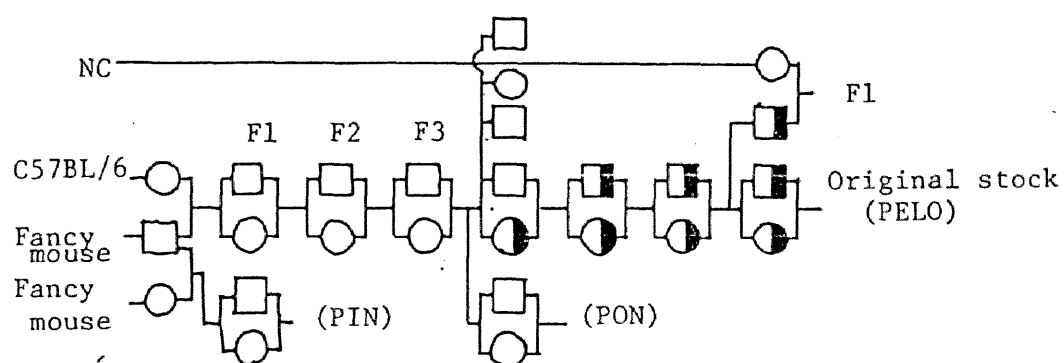 NC
F1
F1 F2 F3
C57BL/6
Original stock
(PELO)
Fancy
mouse
Fancy
mouse
(PIN)
(PON)